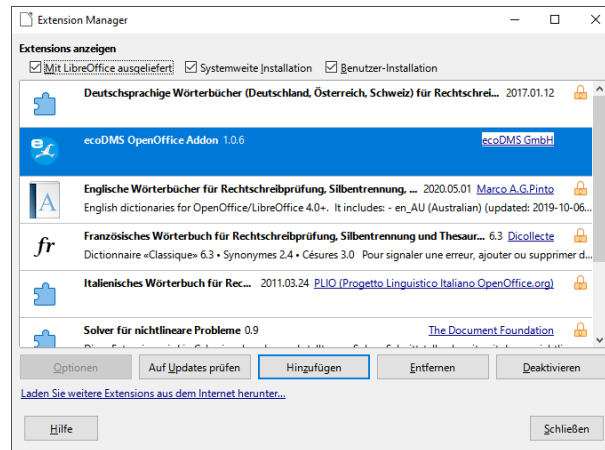 Extension Manager
Extensions anzeigen
Mit LibreOffice ausgeliefert Systemweite Installation Benutzer-Installation
Deutschsprachige Wörterbücher (Deutschland, Österreich, Schweiz) für Rechtschrei... 2017.01.12
ecoDMS OpenOffice Addon 1.0.6 ecoDMS GmbH
Englische Wörterbücher für Rechtschreibprüfung, Silbentrennung, ... 2020.05.01 Marco A.G.Pinto
English dictionaries for OpenOffice/LibreOffice 4.0+. It includes: - en_AU (Australian) (updated: 2019-10-06...
Französisches Wörterbuch für Rechtschreibprüfung, Silbentrennung und Thesaur... 6.3 Dicollecte
Dictionnaire «Classique» 6.3 • Synonymes 2.4 • Césures 3.0 Pour signaler une erreur, ajouter ou supprimer d...
Italienisches Wörterbuch für Rec... 2011.03.24 PLIO (Progetto Linguistico Italiano OpenOffice.org)
Solver für nichtlineare Probleme 0.9 The Document Foundation
Optionen Auf Updates prüfen Hinzufügen Entfernen Deaktivieren
Laden Sie weitere Extensions aus dem Internet herunter...
Hilfe Schließen